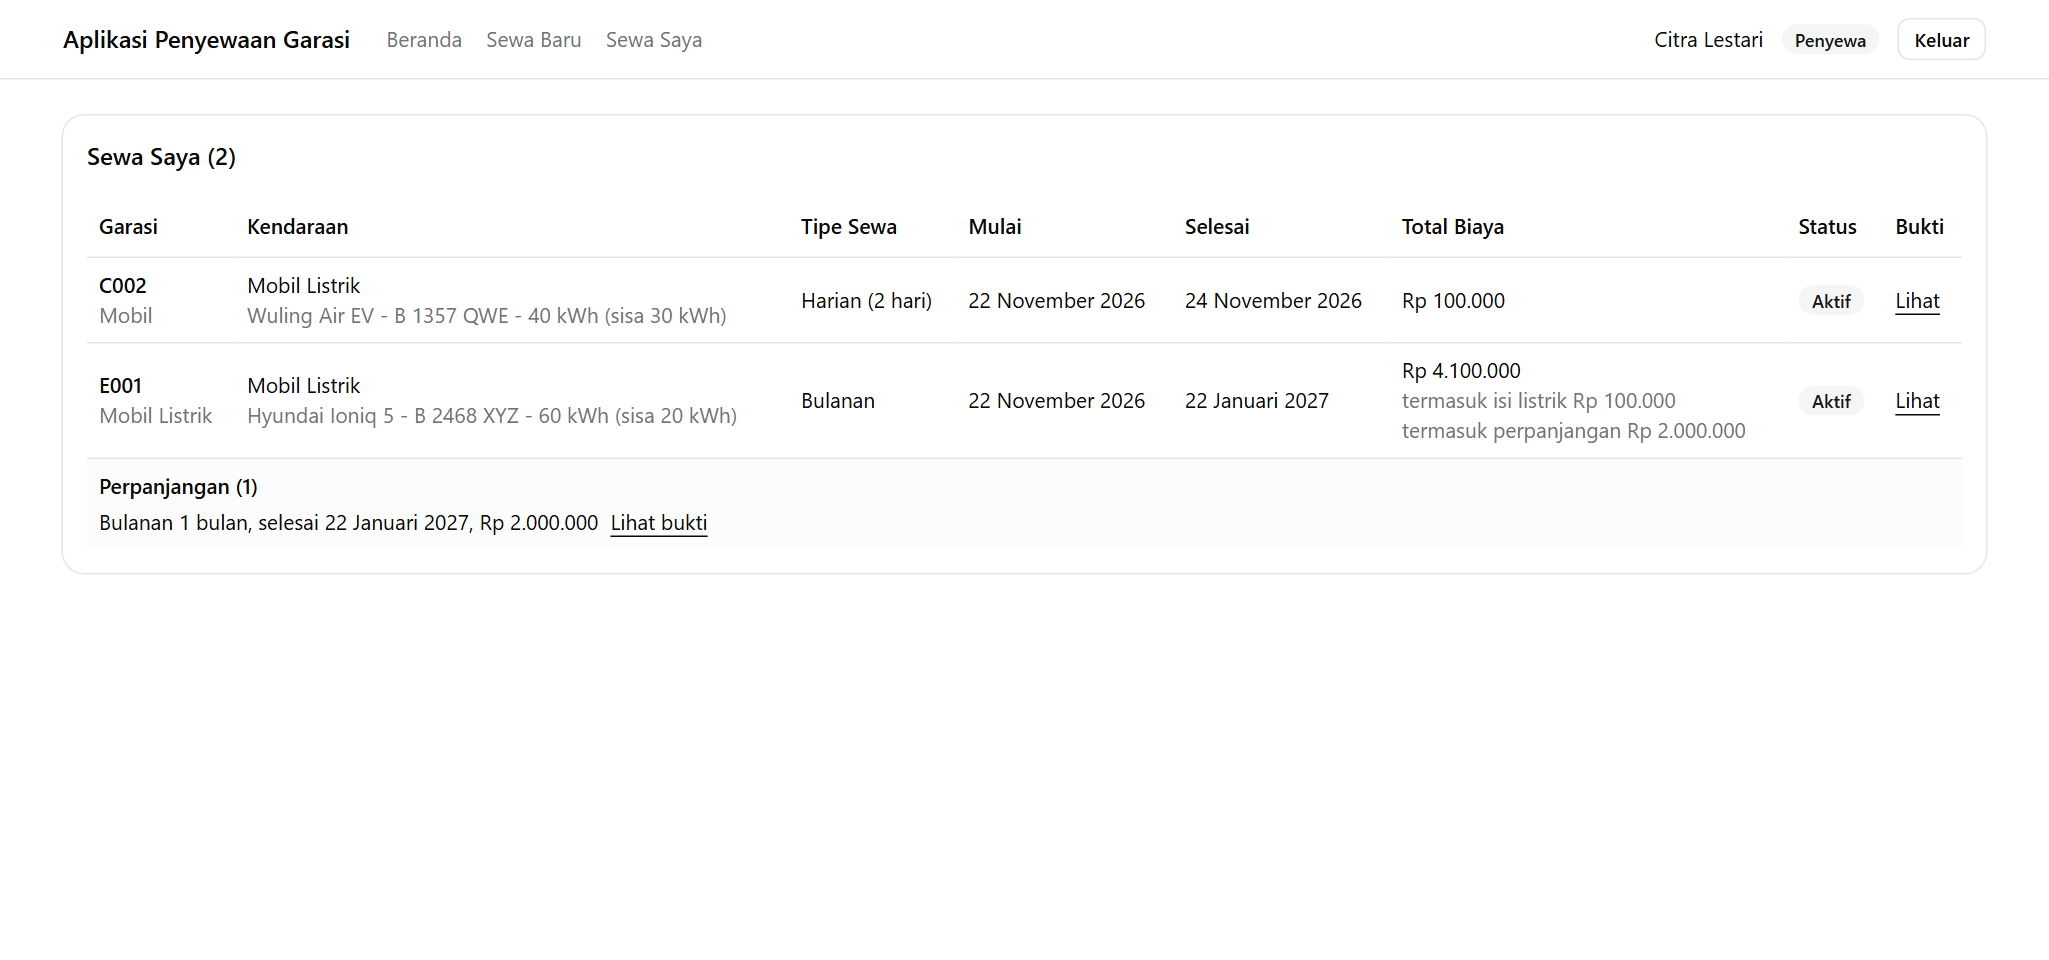 Aplikasi Penyewaan Garasi Beranda Sewa Baru Sewa Saya Citra Lestari Penyewa Keluar
Sewa Saya (2)
Garasi Kendaraan Tipe Sewa Mulai Selesai Total Biaya Status Bukti
C002 Mobil Listrik
Mobil Wuling Air EV - B 1357 QWE - 40 kWh (sisa 30 kWh) Harian (2 hari) 22 November 2026 24 November 2026 Rp 100.000 Aktif Lihat
E001 Mobil Listrik Rp 4.100.000
Mobil Listrik Hyundai Ioniq 5 - B 2468 XYZ - 60 kWh (sisa 20 kWh) Bulanan 22 November 2026 22 Januari 2027 termasuk isi listrik Rp 100.000 Aktif Lihat
termasuk perpanjangan Rp 2.000.000
Perpanjangan (1)
Bulanan 1 bulan, selesai 22 Januari 2027, Rp 2.000.000 Lihat bukti